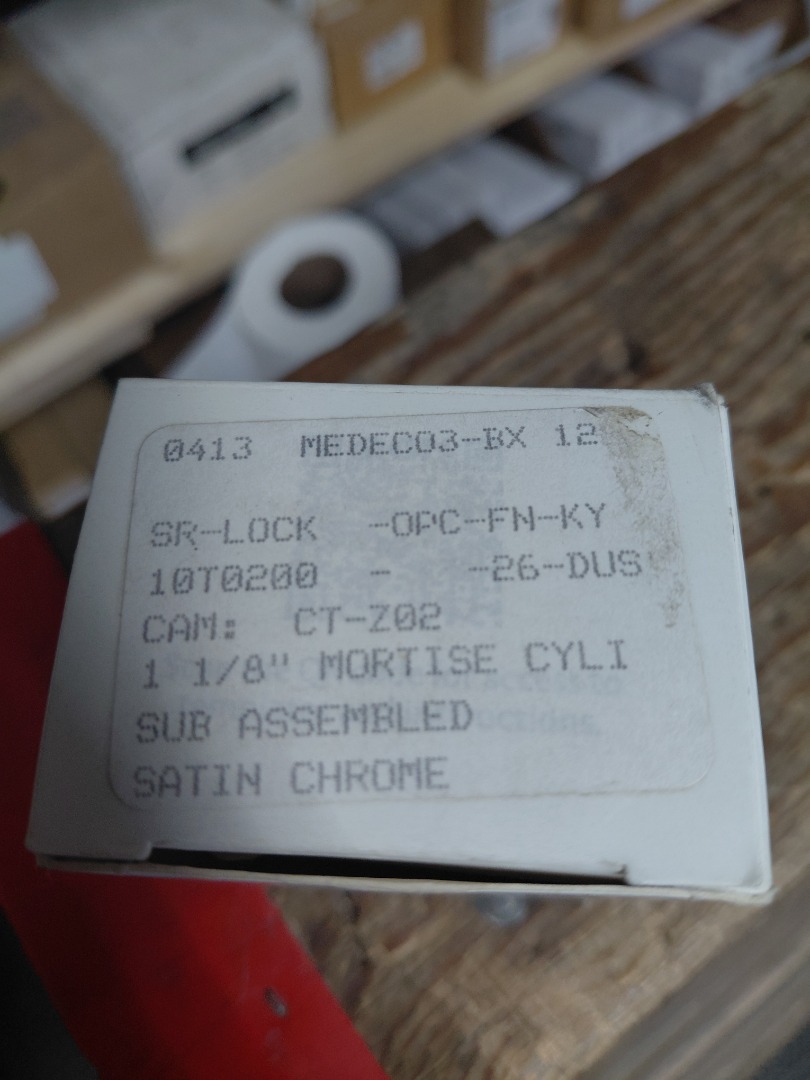 0413 MEDECO3-BX 12
SR-LOCK -OPC-FN-KY
10T0200 - -26-DUS
CAM: CT-Z02
1 1/8" MORTISE CYLI
SUB ASSEMBLED
SATIN CHROME